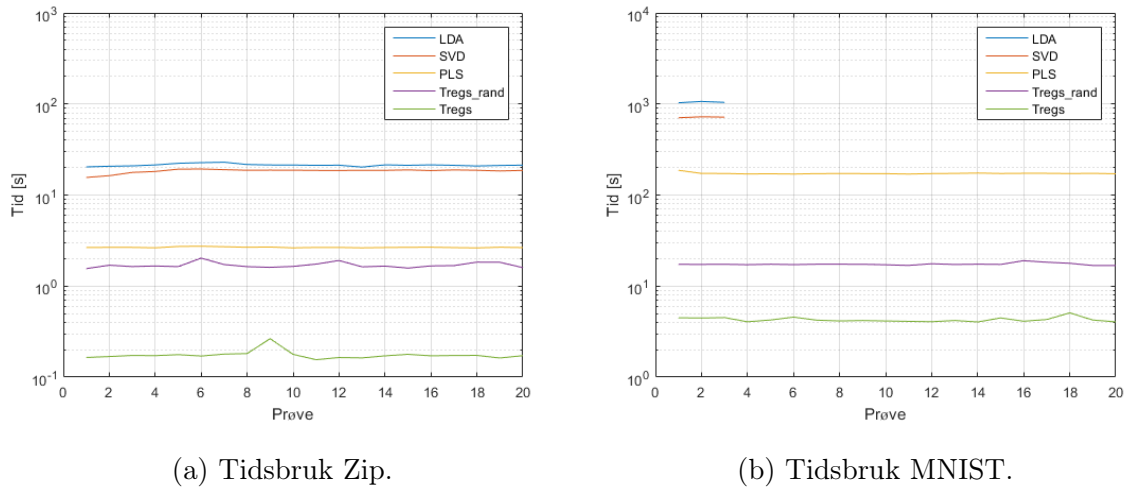 10^3
10^2
10^1
10^0
10^-1
Tid [s]
0 2 4 6 8 10 12 14 16 18 20
Prøve
LDA
SVD
PLS
Tregs_rand
Tregs
(a) Tidsbruk Zip.
10^4
10^3
10^2
10^1
10^0
Tid [s]
0 2 4 6 8 10 12 14 16 18 20
Prøve
LDA
SVD
PLS
Tregs_rand
Tregs
(b) Tidsbruk MNIST.